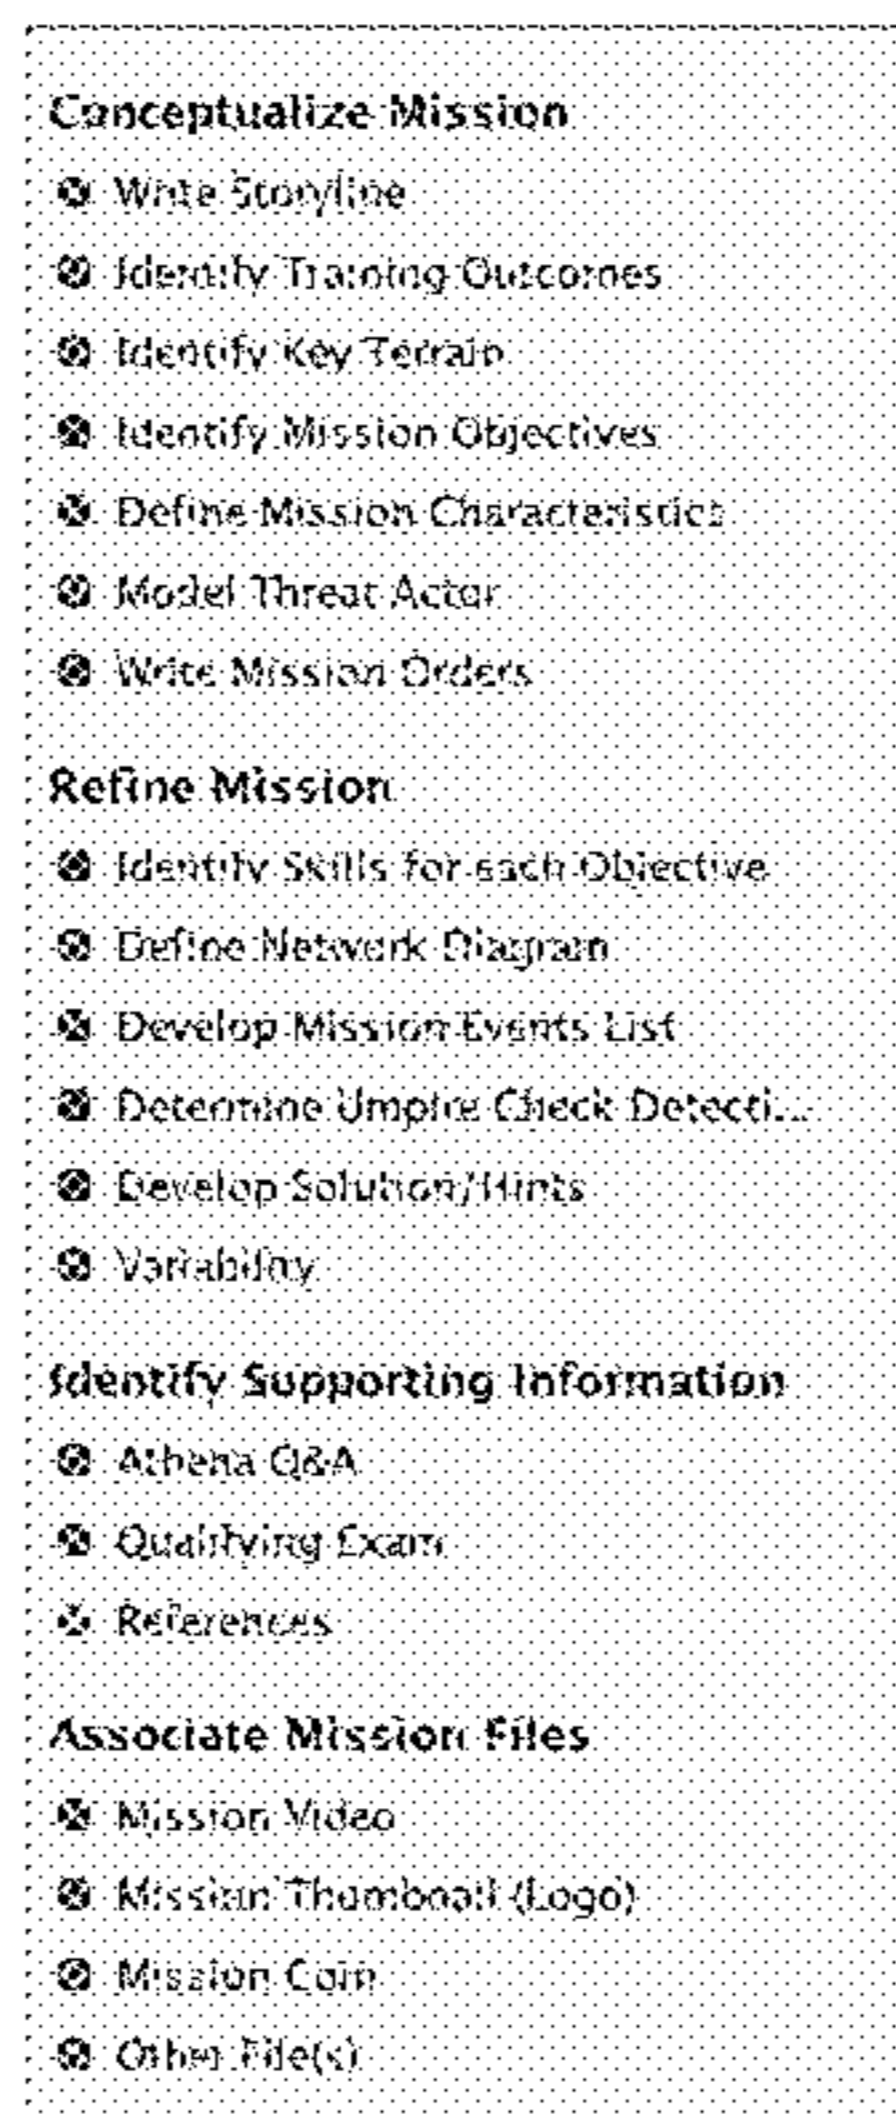 Conceptualize Mission
Write Storyline
Identify Training Outcomes
Identify Key Terrain
Identify Mission Objectives
Define Mission Characteristics
Model Threat Actor
Write Mission Orders
Refine Mission
Identify Skills for each Objective
Define Network Diagram
Develop Mission Events List
Determine Umpire Check Detecti...
Develop Solution/Hints
Variability
Identify Supporting Information
Athena Q&A
Qualifying Exam
References
Associate Mission Files
Mission Video
Mission Thumbnail (Logo)
Mission Coin
Other File(s)